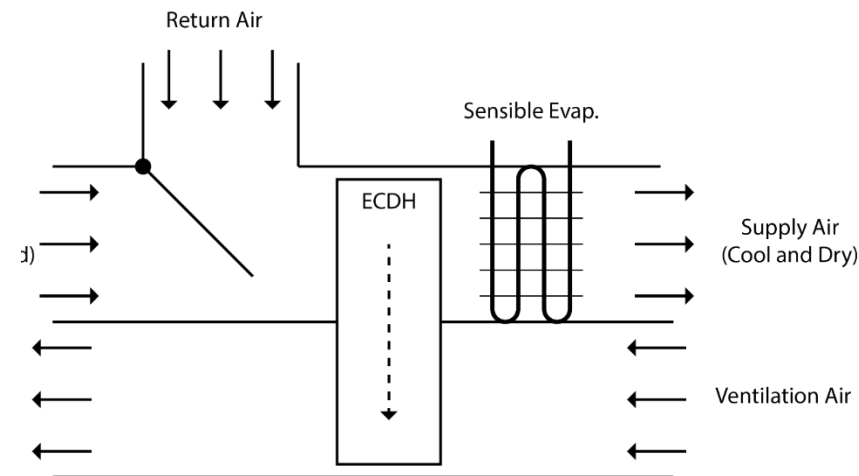 Return Air
Sensible Evap.
ECDH
Supply Air
d)
(Cool and Dry)
Ventilation Air